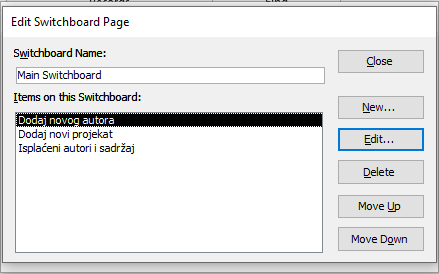 Edit Switchboard Page
Switchboard Name:
Close
Main Switchboard
Items on this Switchboard:
New...
Dodaj novog autora
Dodaj novi projekat
Edit...
Isplaćeni autori i sadržaj
Delete
Move Up
Move Down